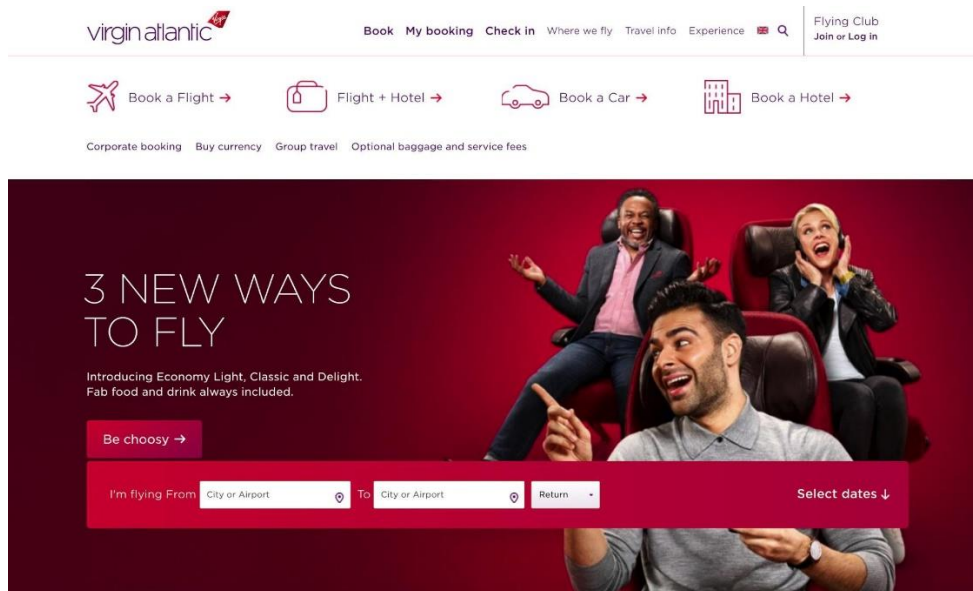 virgin atlantic
Virgin
Book My booking Check in Where we fly Travel info Experience
Flying Club
Join or Log in
Book a Flight →
Flight + Hotel →
Book a Car →
Book a Hotel →
Corporate booking Buy currency Group travel Optional baggage and service fees
3 NEW WAYS
TO FLY
Introducing Economy Light, Classic and Delight.
Fab food and drink always included.
Be choosy →
I'm flying From City or Airport To City or Airport Return Select dates ↓